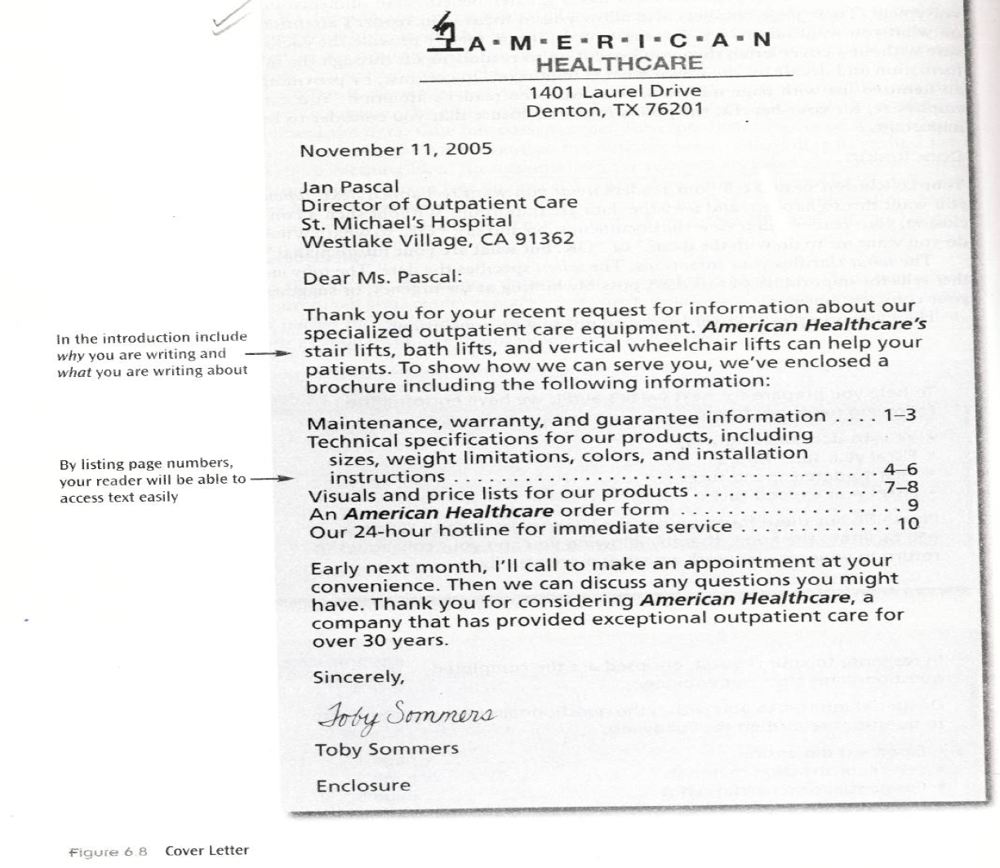 A·M·E·R·I·C·A·N
HEALTHCARE
1401 Laurel Drive
Denton, TX 76201
November 11, 2005
Jan Pascal
Director of Outpatient Care
St. Michael's Hospital
Westlake Village, CA 91362
Dear Ms. Pascal:
Thank you for your recent request for information about our
specialized outpatient care equipment. American Healthcare's
stair lifts, bath lifts, and vertical wheelchair lifts can help your
patients. To show how we can serve you, we've enclosed a
brochure including the following information:
In the introduction include
why you are writing and
what you are writing about
Maintenance, warranty, and guarantee information .... 1–3
Technical specifications for our products, including
sizes, weight limitations, colors, and installation
instructions .................................. 4–6
Visuals and price lists for our products ............... 7–8
An American Healthcare order form .................. 9
Our 24-hour hotline for immediate service ............. 10
By listing page numbers,
your reader will be able to
access text easily
Early next month, I'll call to make an appointment at your
convenience. Then we can discuss any questions you might
have. Thank you for considering American Healthcare, a
company that has provided exceptional outpatient care for
over 30 years.
Sincerely,
Toby Sommers
Toby Sommers
Enclosure
Figure 6.8 Cover Letter